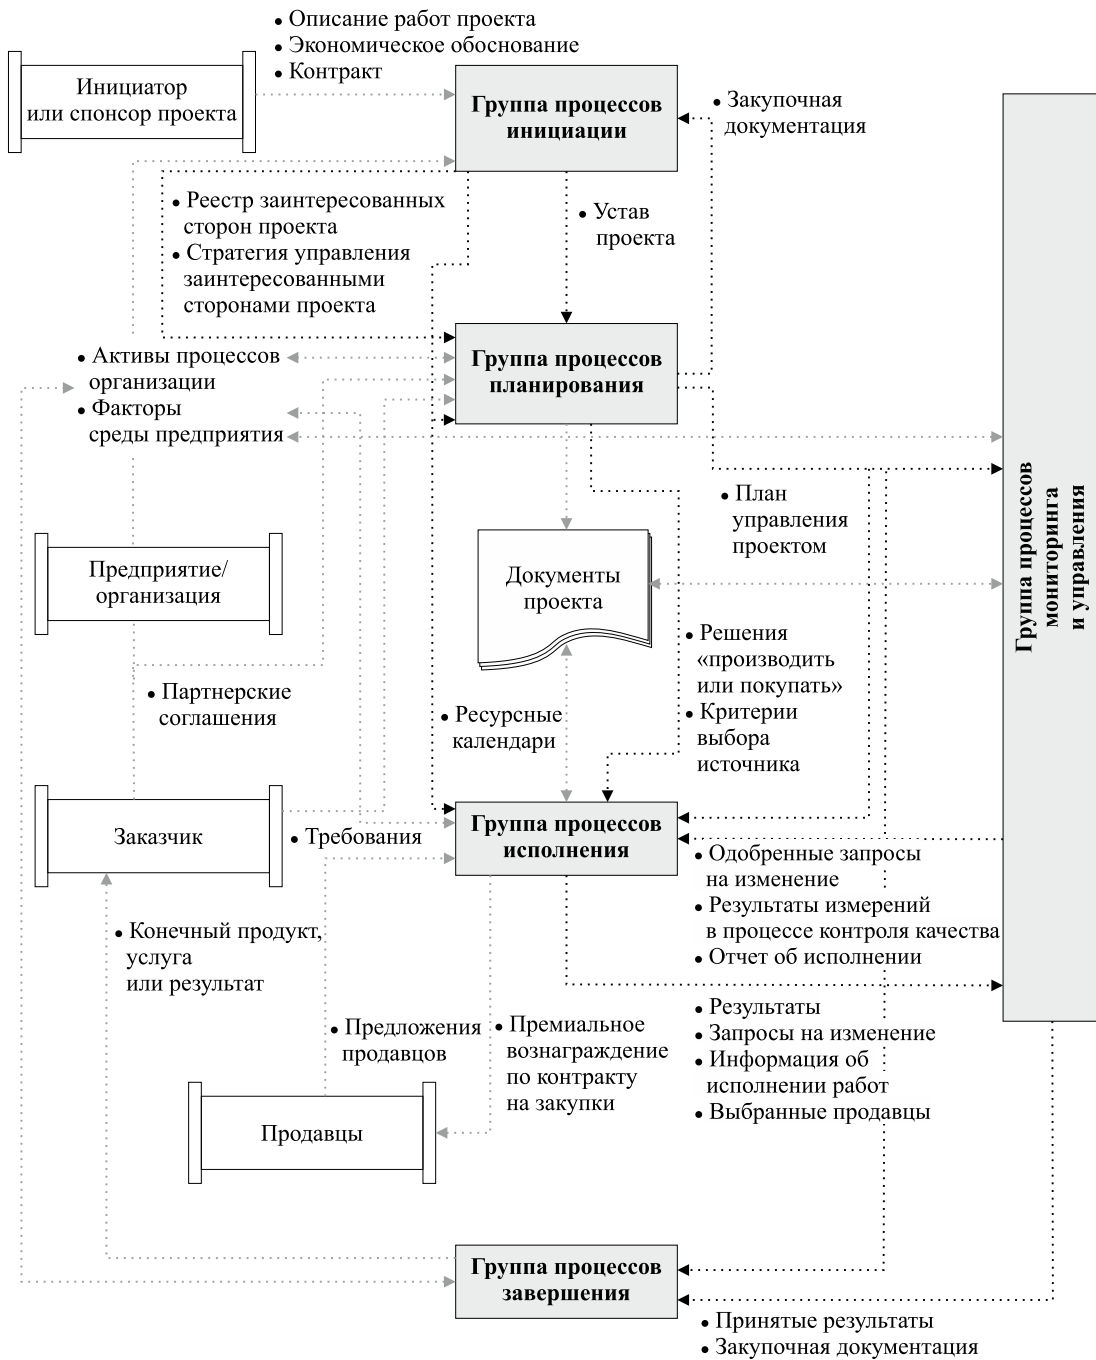 • Описание работ проекта
• Экономическое обоснование
• Контракт
Инициатор
или спонсор проекта
Группа процессов
инициации
• Закупочная
документация
• Реестр заинтересованных
сторон проекта
• Стратегия управления
заинтересованными
сторонами проекта
• Устав
проекта
• Активы процессов
организации
• Факторы
среды предприятия
Группа процессов
планирования
Группа процессов
мониторинга
и управления
• План
управления
проектом
Предприятие/
организация
Документы
проекта
• Партнерские
соглашения
• Ресурсные
календари
• Решения
«производить
или покупать»
• Критерии
выбора
источника
Заказчик
• Требования
Группа процессов
исполнения
• Одобренные запросы
на изменение
• Результаты измерений
в процессе контроля качества
• Отчет об исполнении
• Конечный продукт,
услуга
или результат
• Предложения
продавцов
• Премиальное
вознаграждение
по контракту
на закупки
• Результаты
• Запросы на изменение
• Информация об
исполнении работ
• Выбранные продавцы
Продавцы
Группа процессов
завершения
• Принятые результаты
• Закупочная документация